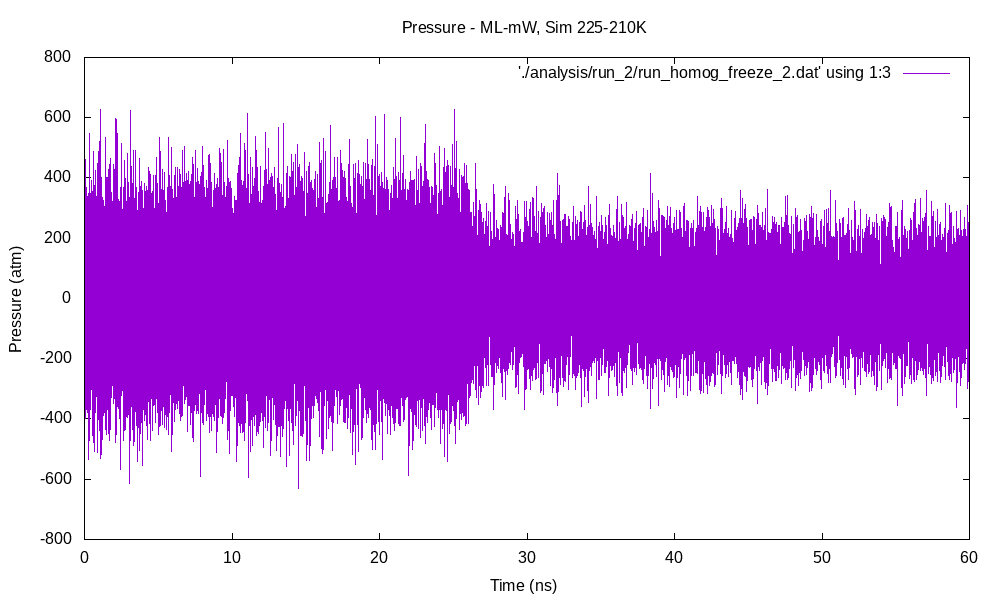 Pressure - ML-mW, Sim 225-210K
'./analysis/run_2/run_homog_freeze_2.dat' using 1:3
800
600
400
200
0
-200
-400
-600
-800
Pressure (atm)
0 10 20 30 40 50 60
Time (ns)